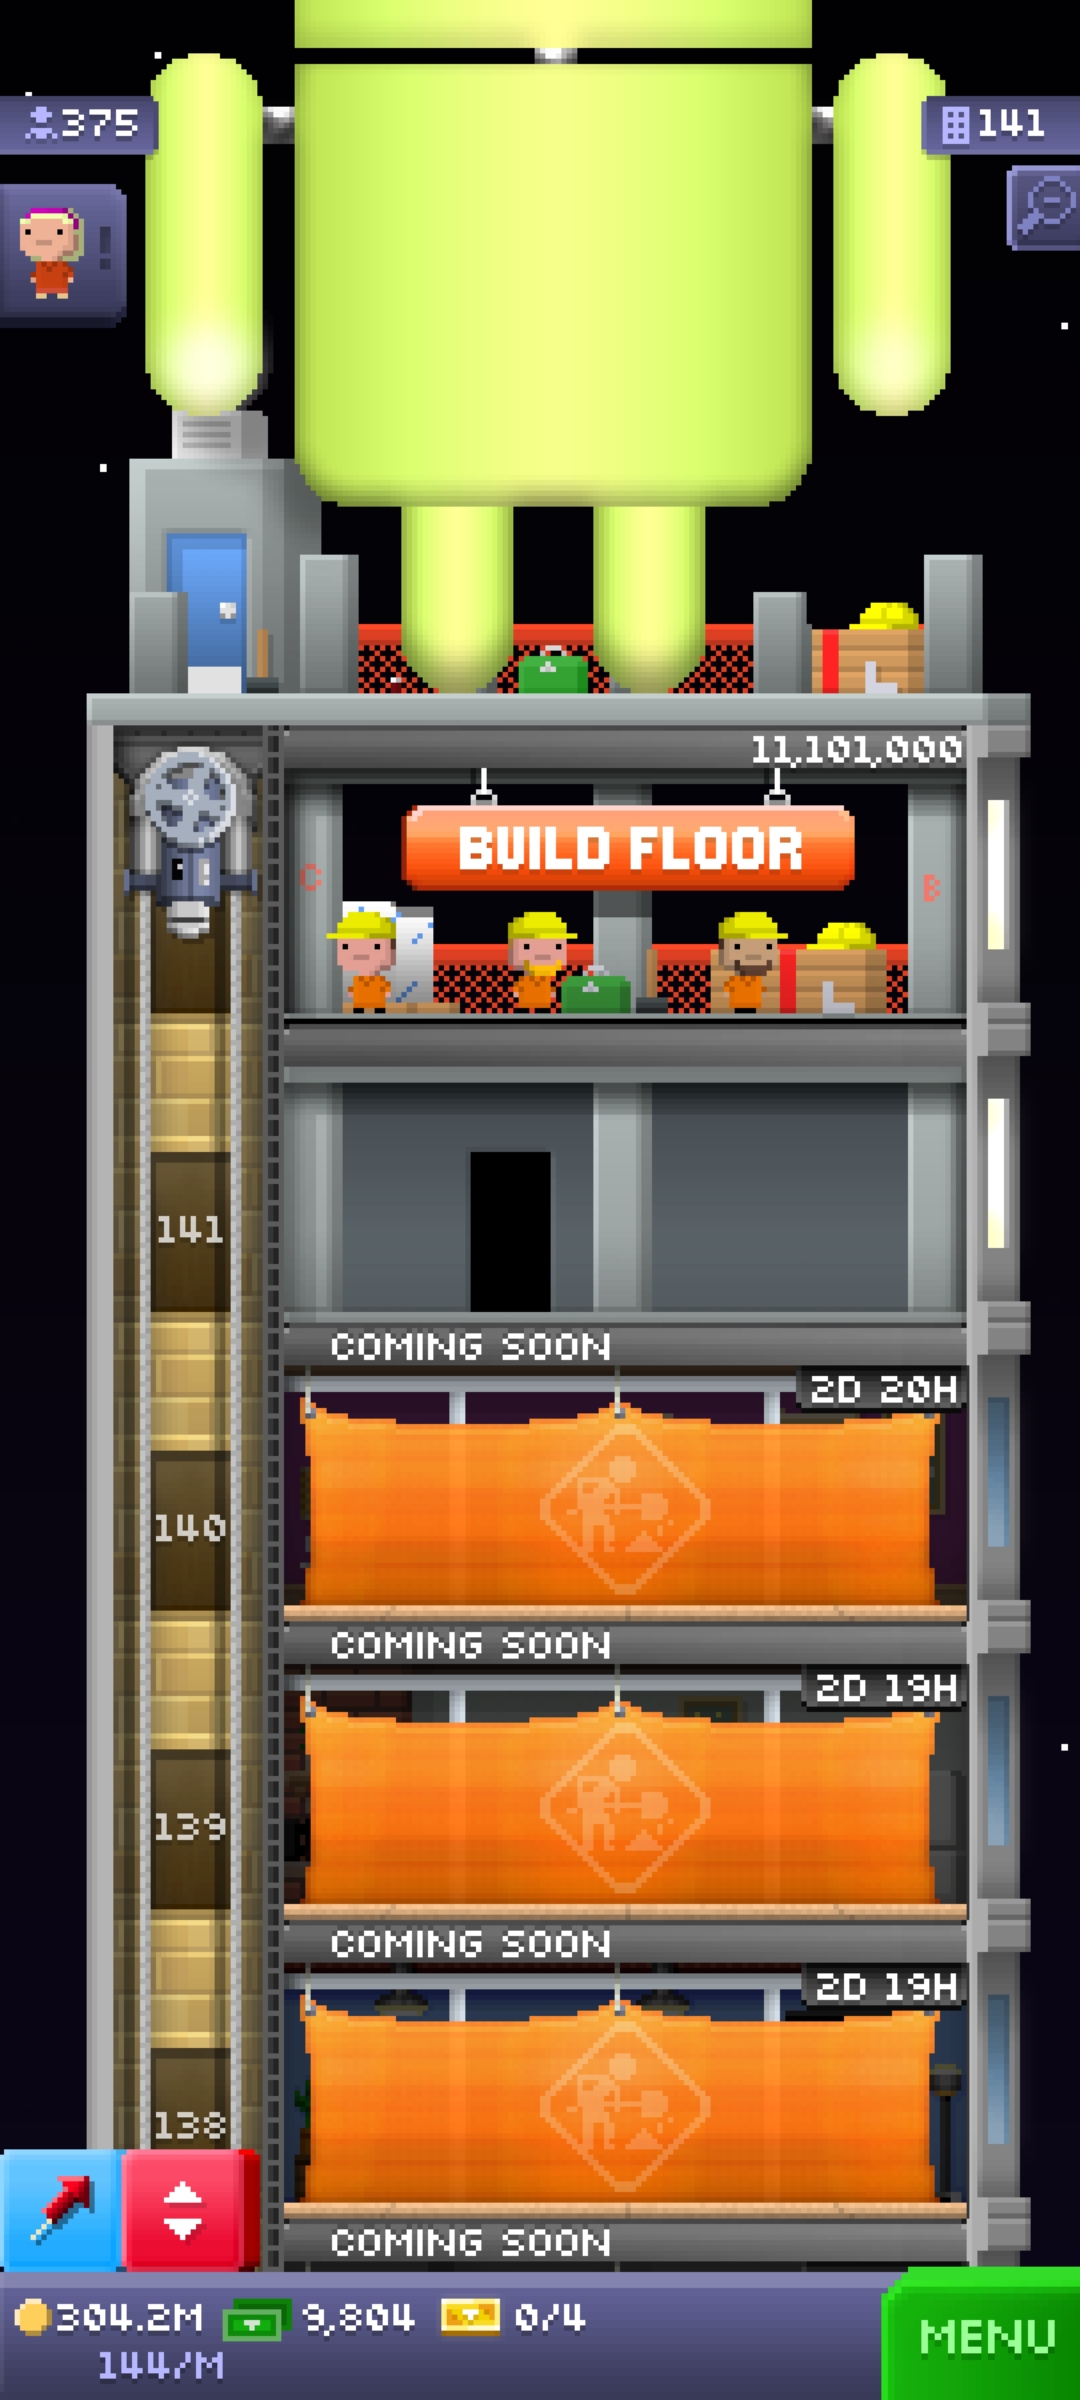 375
141
!
11,101,000
BUILD FLOOR
C
B
141
COMING SOON
2D 20H
140
COMING SOON
2D 19H
139
COMING SOON
2D 19H
138
COMING SOON
304.2M 9,804 0/4
144/M
MENU